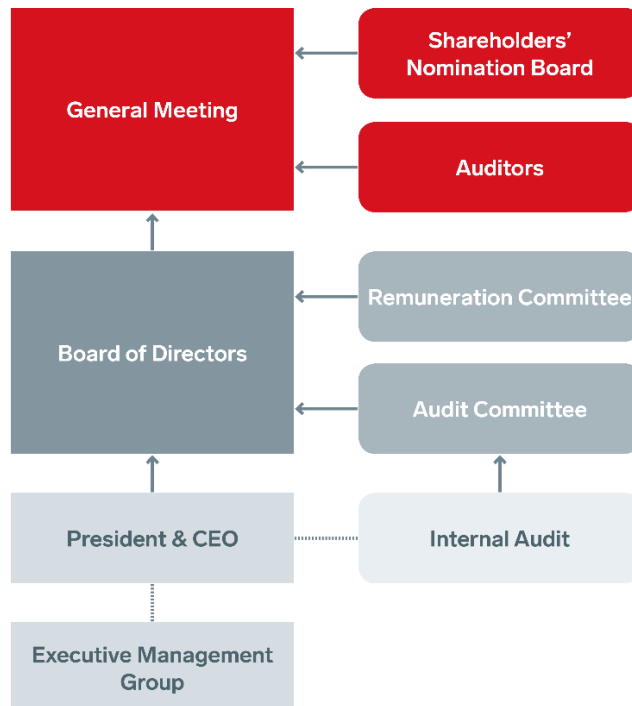 Shareholders’
Nomination Board
General Meeting
Auditors
Remuneration Committee
Board of Directors
Audit Committee
President & CEO
Internal Audit
Executive Management
Group